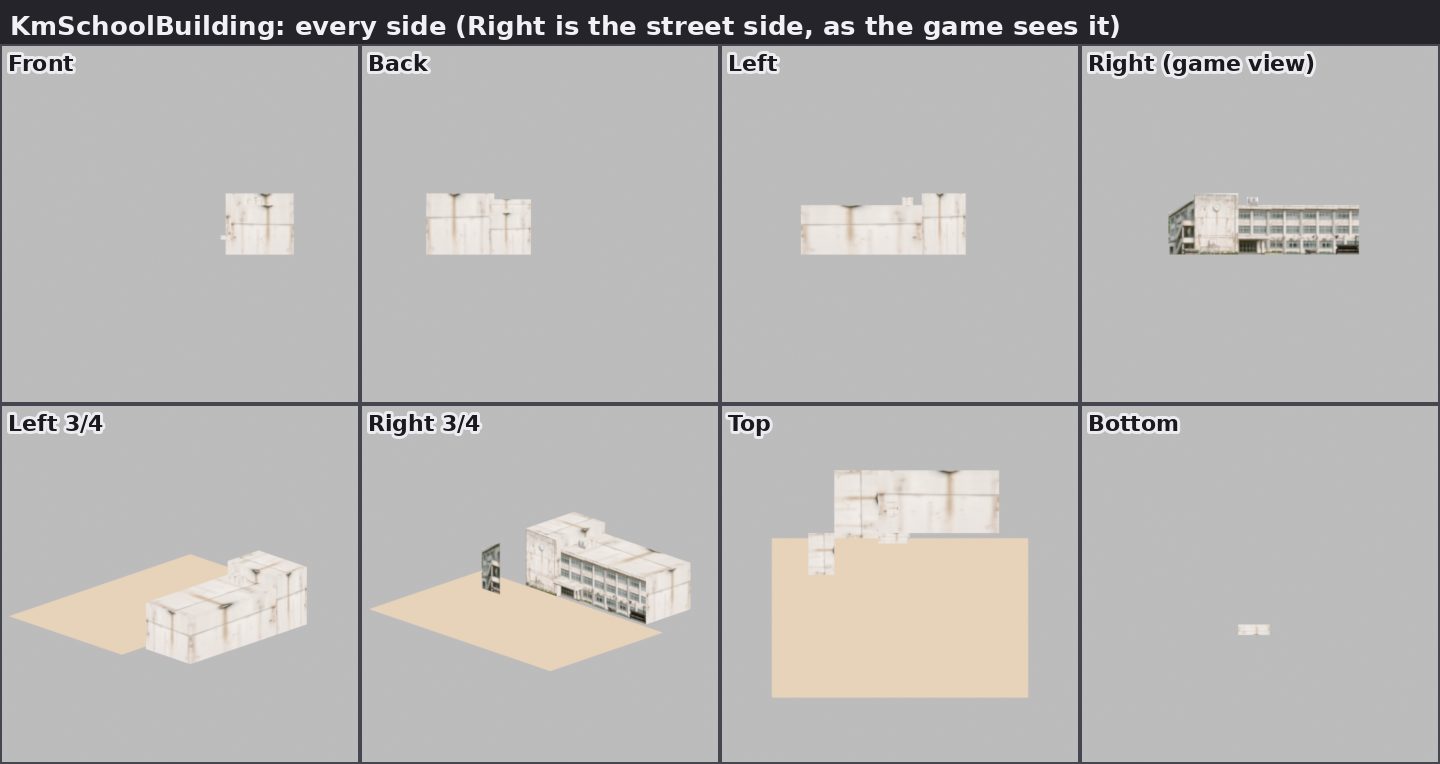 KmSchoolBuilding: every side (Right is the street side, as the game sees it)
Front
Back
Left
Right (game view)
Left 3/4
Right 3/4
Top
Bottom